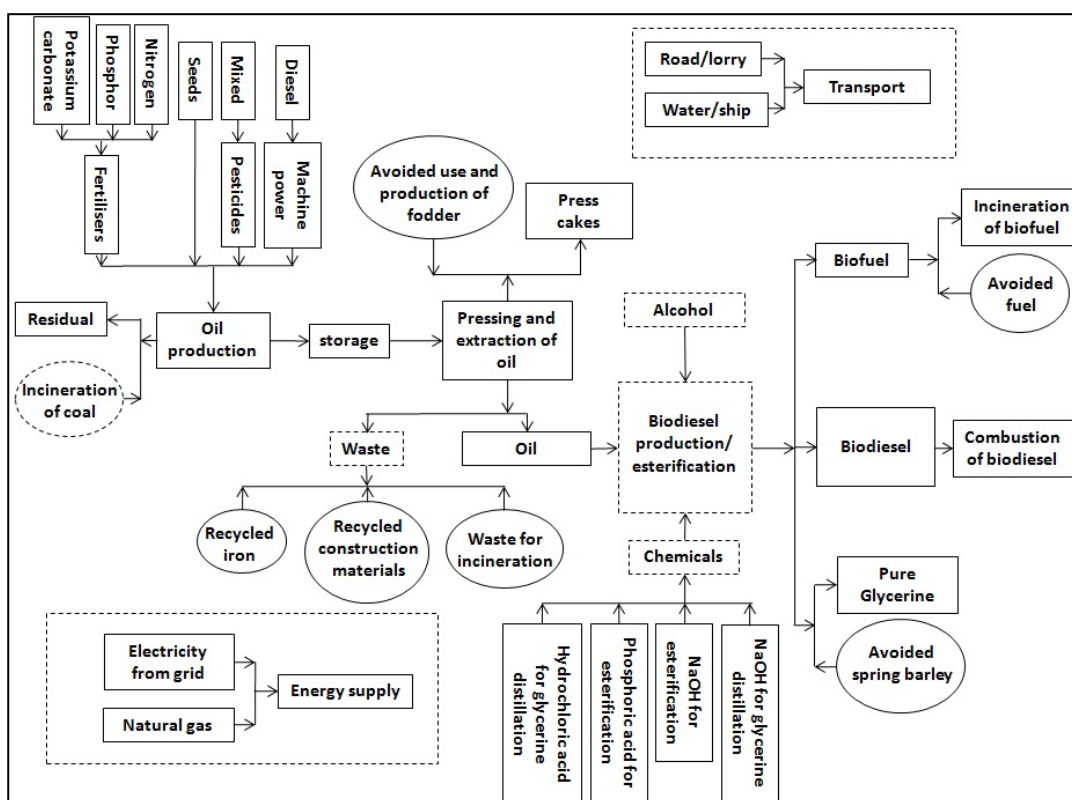 Potassium
carbonate
Phosphor
Nitrogen
Seeds
Mixed
Diesel
Fertilisers
Pesticides
Machine
power
Road/lorry
Water/ship
Transport
Avoided use and
production of
fodder
Press
cakes
Incineration
of biofuel
Biofuel
Avoided
fuel
Residual
Oil
production
storage
Pressing and
extraction of
oil
Alcohol
Incineration
of coal
Waste
Oil
Biodiesel
production/
esterification
Biodiesel
Combustion
of biodiesel
Recycled
iron
Recycled
construction
materials
Waste for
incineration
Chemicals
Pure
Glycerine
Avoided
spring barley
Electricity
from grid
Natural gas
Energy supply
Hydrochloric acid
for glycerine
distillation
Phosphoric acid for
esterification
NaOH for
esterification
NaOH for glycerine
distillation